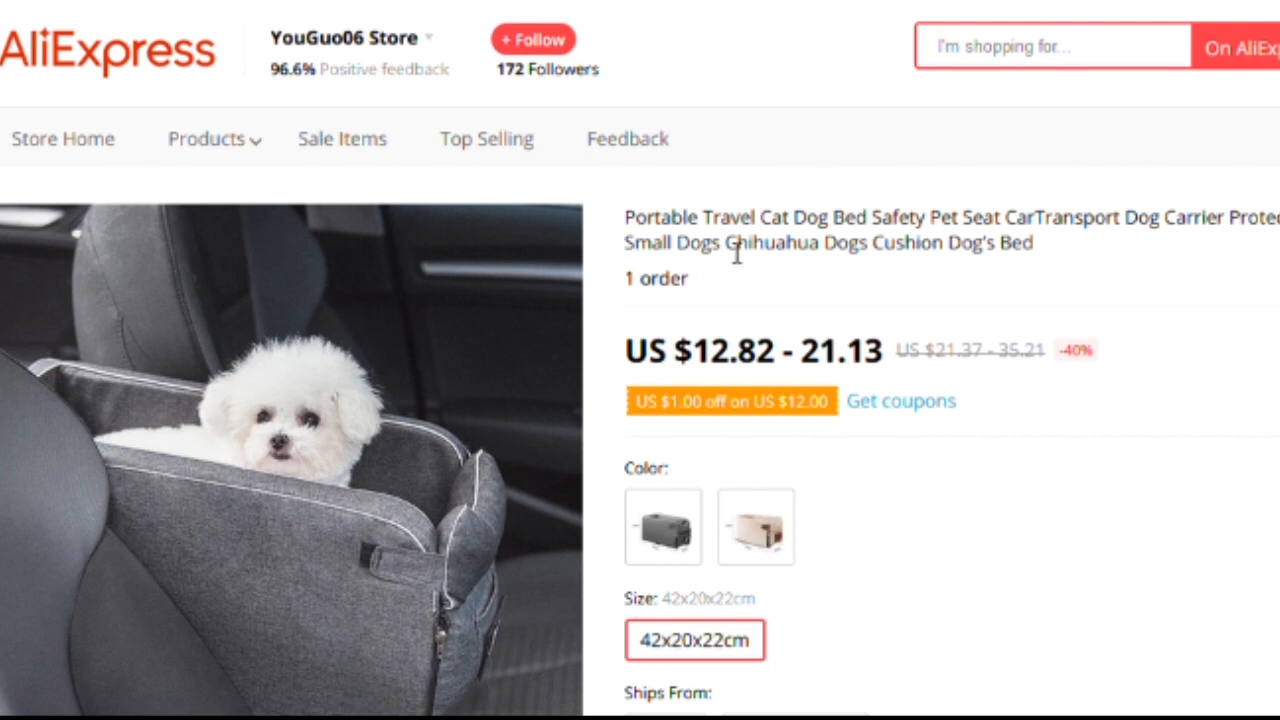 AliExpress
YouGuo06 Store
+ Follow
96.6% Positive feedback
172 Followers
I'm shopping for...
On AliEx
Store Home
Products
Sale Items
Top Selling
Feedback
Portable Travel Cat Dog Bed Safety Pet Seat CarTransport Dog Carrier Protec
Small Dogs Chihuahua Dogs Cushion Dog's Bed
1 order
US $12.82 - 21.13
US $21.37 - 35.21
-40%
US $1.00 off on US $12.00
Get coupons
Color:
Size: 42x20x22cm
42x20x22cm
Ships From: